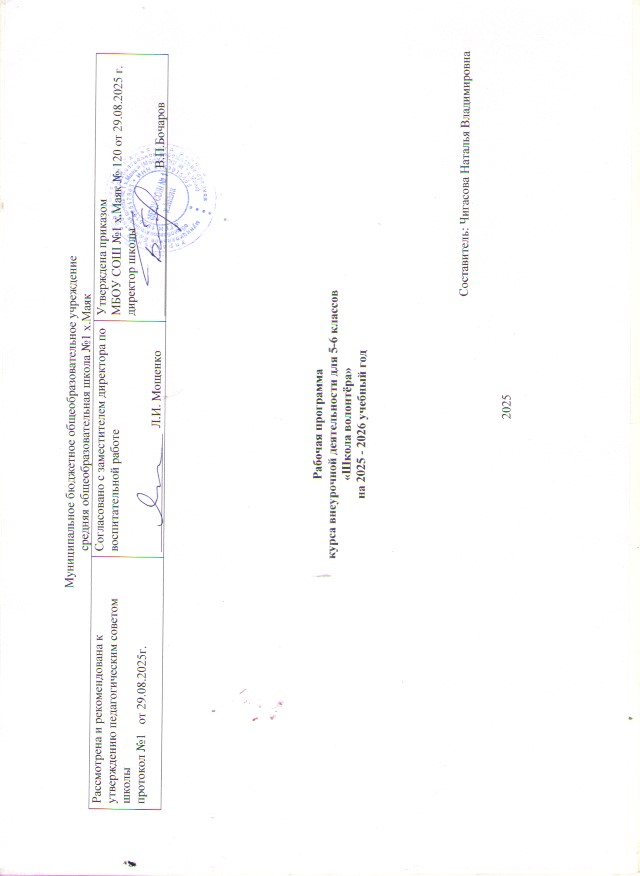 Муниципальное бюджетное общеобразовательное учреждение
средняя общеобразовательная школа №1 х.Маяк
Рассмотрена и рекомендована к
утверждению педагогическим советом
школы
протокол №1 от 29.08.2025г.
Согласовано с заместителем директора по
воспитательной работе
Л.И. Мощенко
Утверждена приказом
МБОУ СОШ №1 х.Маяк № 120 от 29.08.2025 г.
директор школы
В.П.Бочаров
Рабочая программа
курса внеурочной деятельности для 5-6 классов
«Школа волонтёра»
на 2025 - 2026 учебный год
Составитель: Чигасова Наталья Владимировна
2025